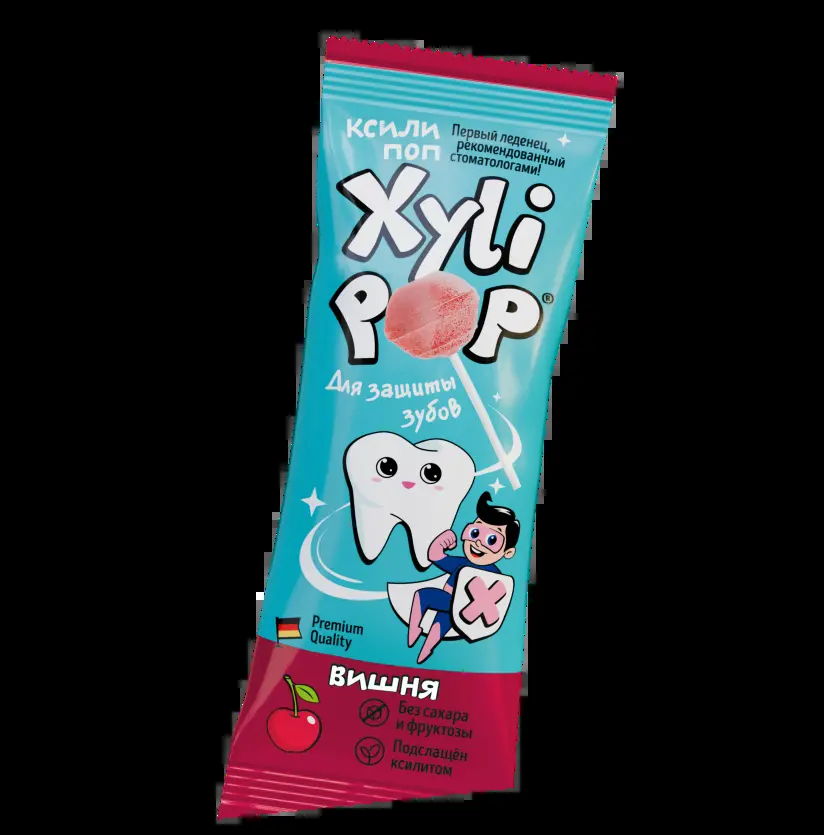 КСИЛИ
ПОП
Первый леденец,
рекомендованный
стоматологами!
Xyli
POP®
Для защиты
зубов
X
Premium
Quality
ВИШНЯ
Без сахара
и фруктозы
Подслащён
ксилитом